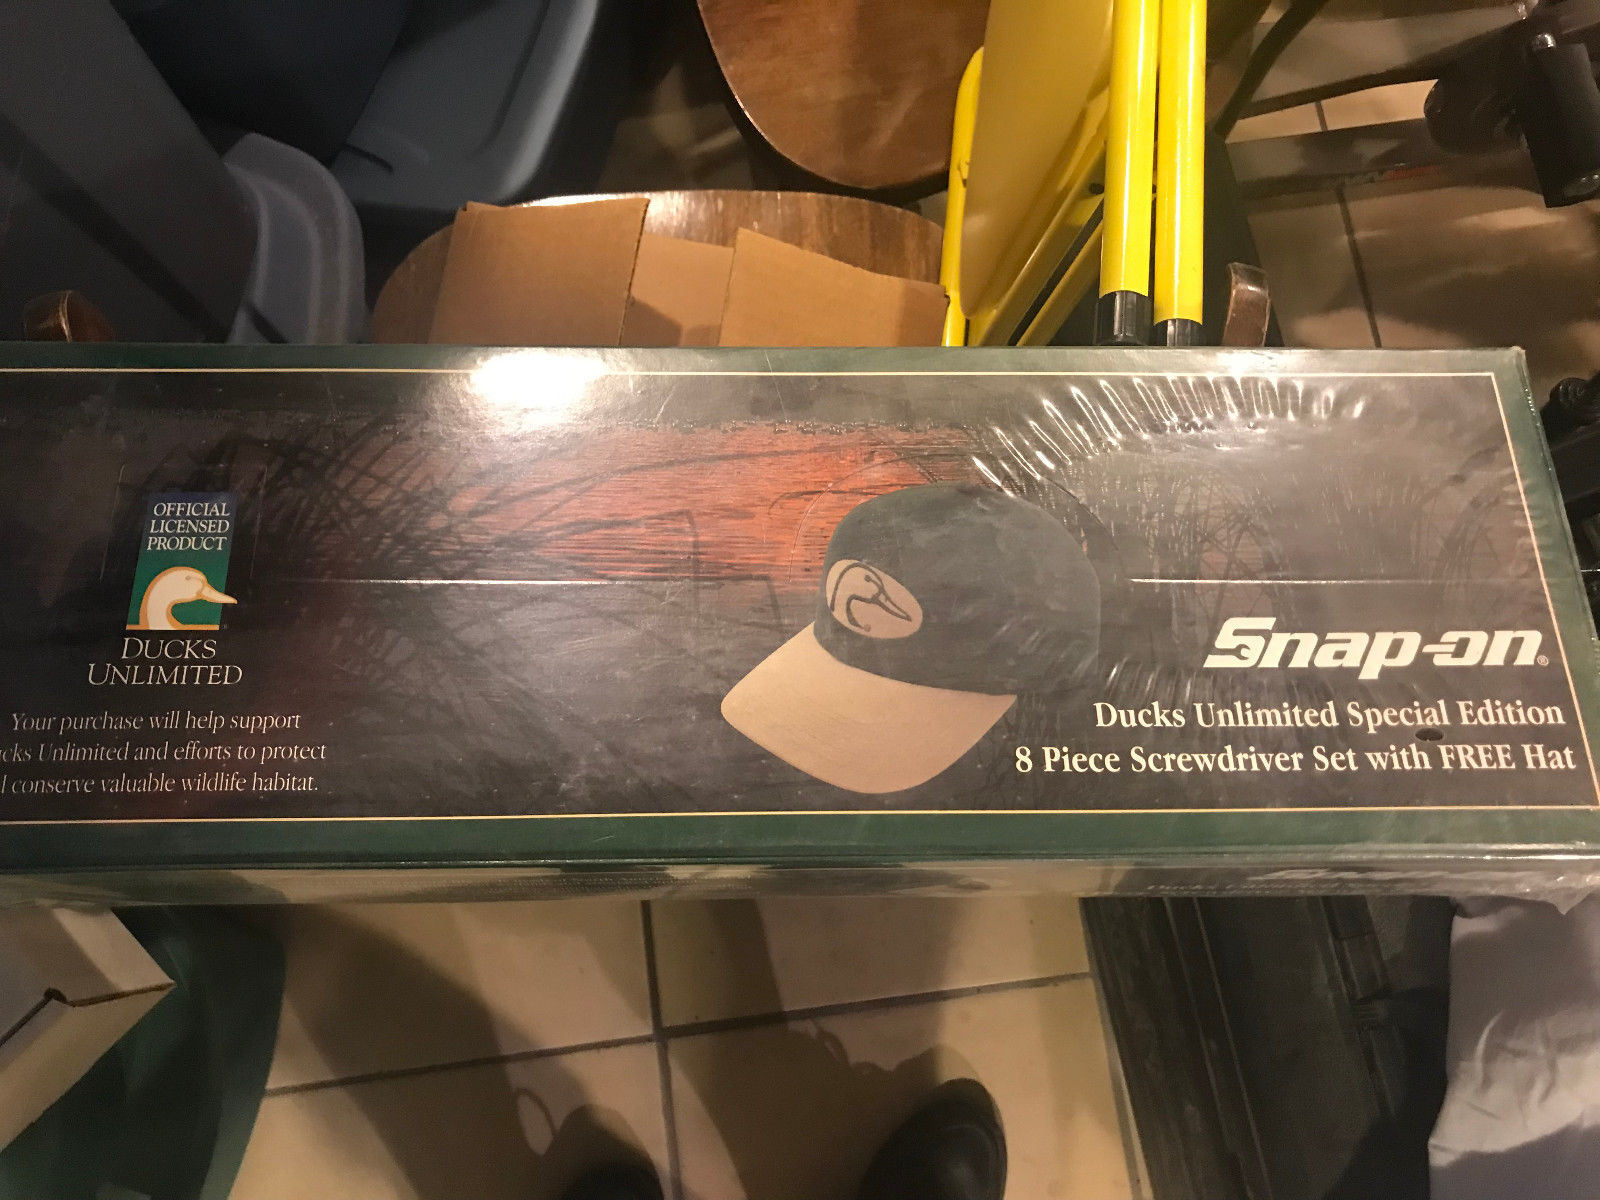 OFFICIAL
LICENSED
PRODUCT
DUCKS
UNLIMITED
Your purchase will help support
Unlimited and efforts to protect
conserve valuable wildlife habitat.
Snap-on®
Ducks Unlimited Special Edition
8 Piece Screwdriver Set with FREE Hat